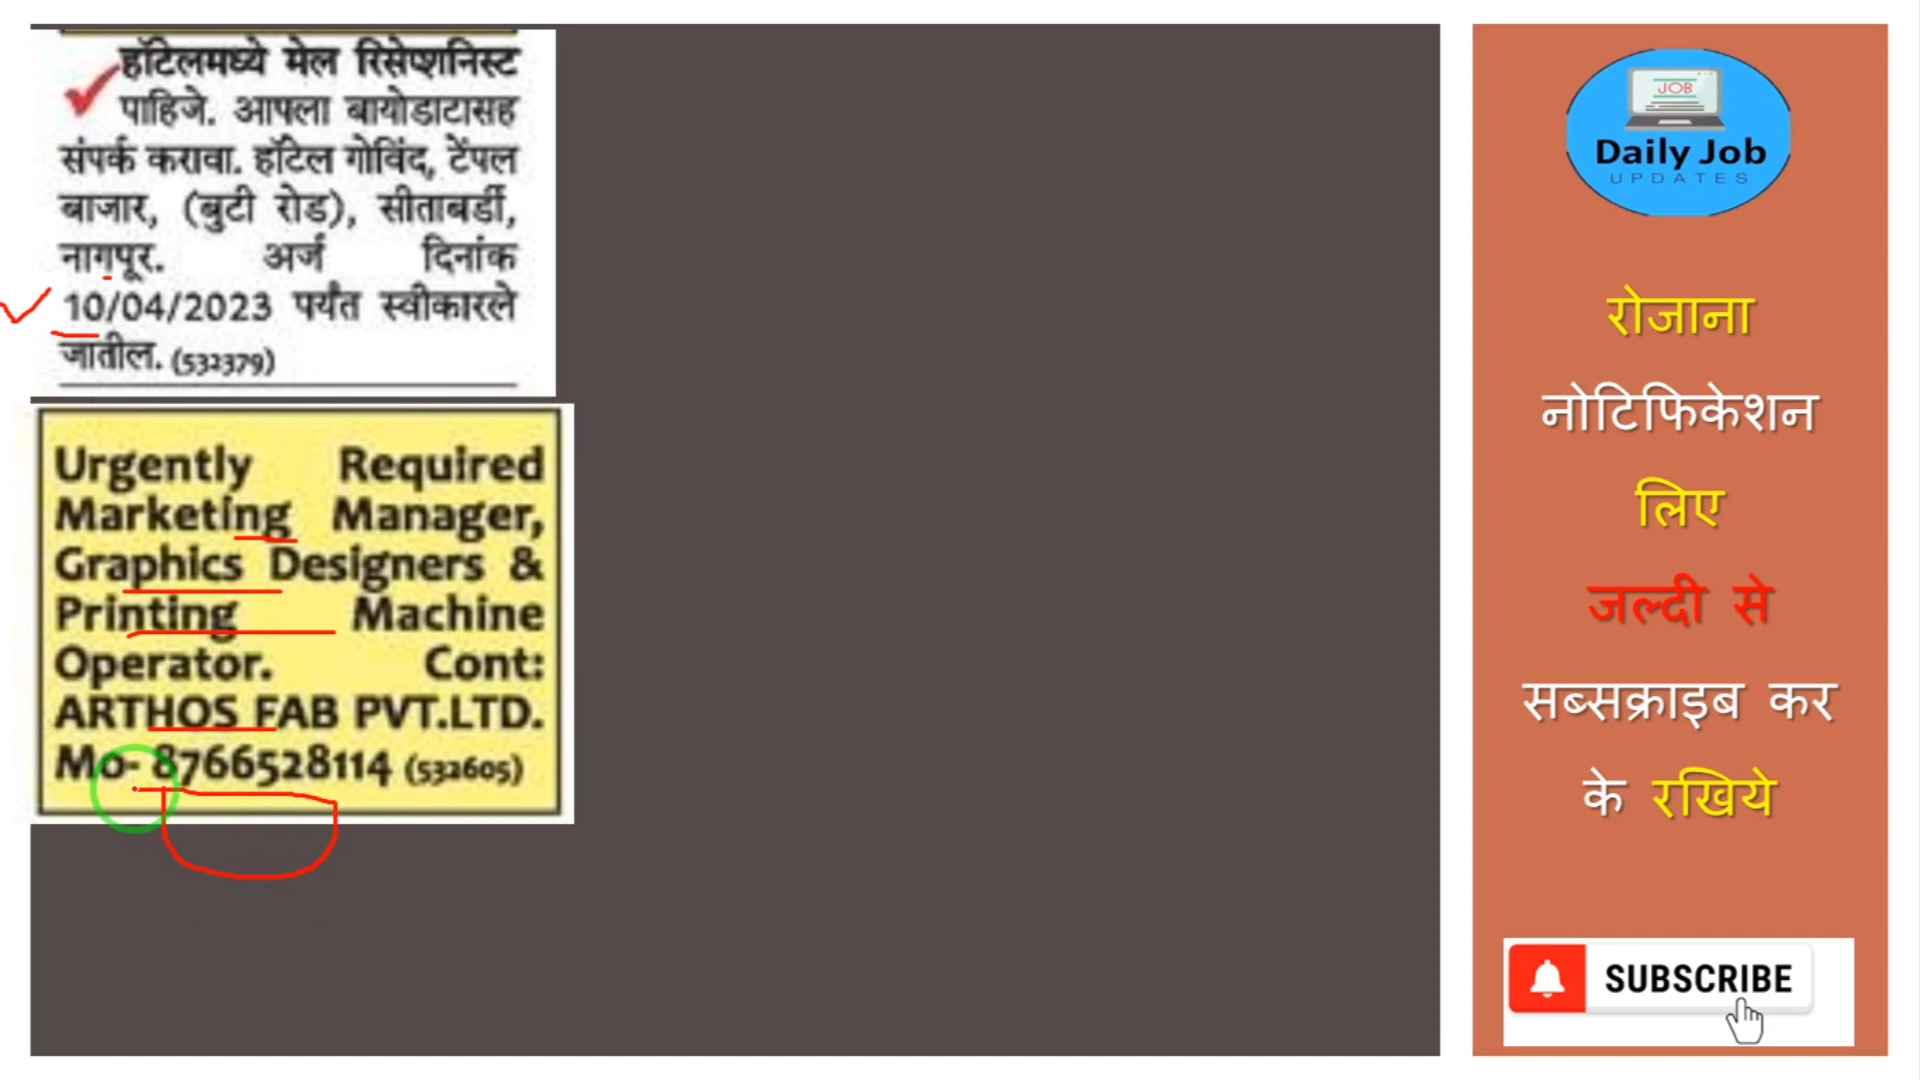 हॉटेलमध्ये मेल रिसेप्शनिस्ट
पाहिजे. आपला बायोडाटासह
संपर्क करावा. हॉटेल गोविंद, टेंपल
बाजार, (बुटी रोड), सीताबर्डी,
नागपूर. अर्ज दिनांक
10/04/2023 पर्यंत स्वीकारले
जातील. (532379)
Urgently Required
Marketing Manager,
Graphics Designers &
Printing Machine
Operator. Cont:
ARTHOS FAB PVT.LTD.
Mo- 8766528114 (532605)
JOB
Daily Job
UPDATES
रोजाना
नोटिफिकेशन
लिए
जल्दी से
सब्सक्राइब कर
के रखिये
SUBSCRIBE